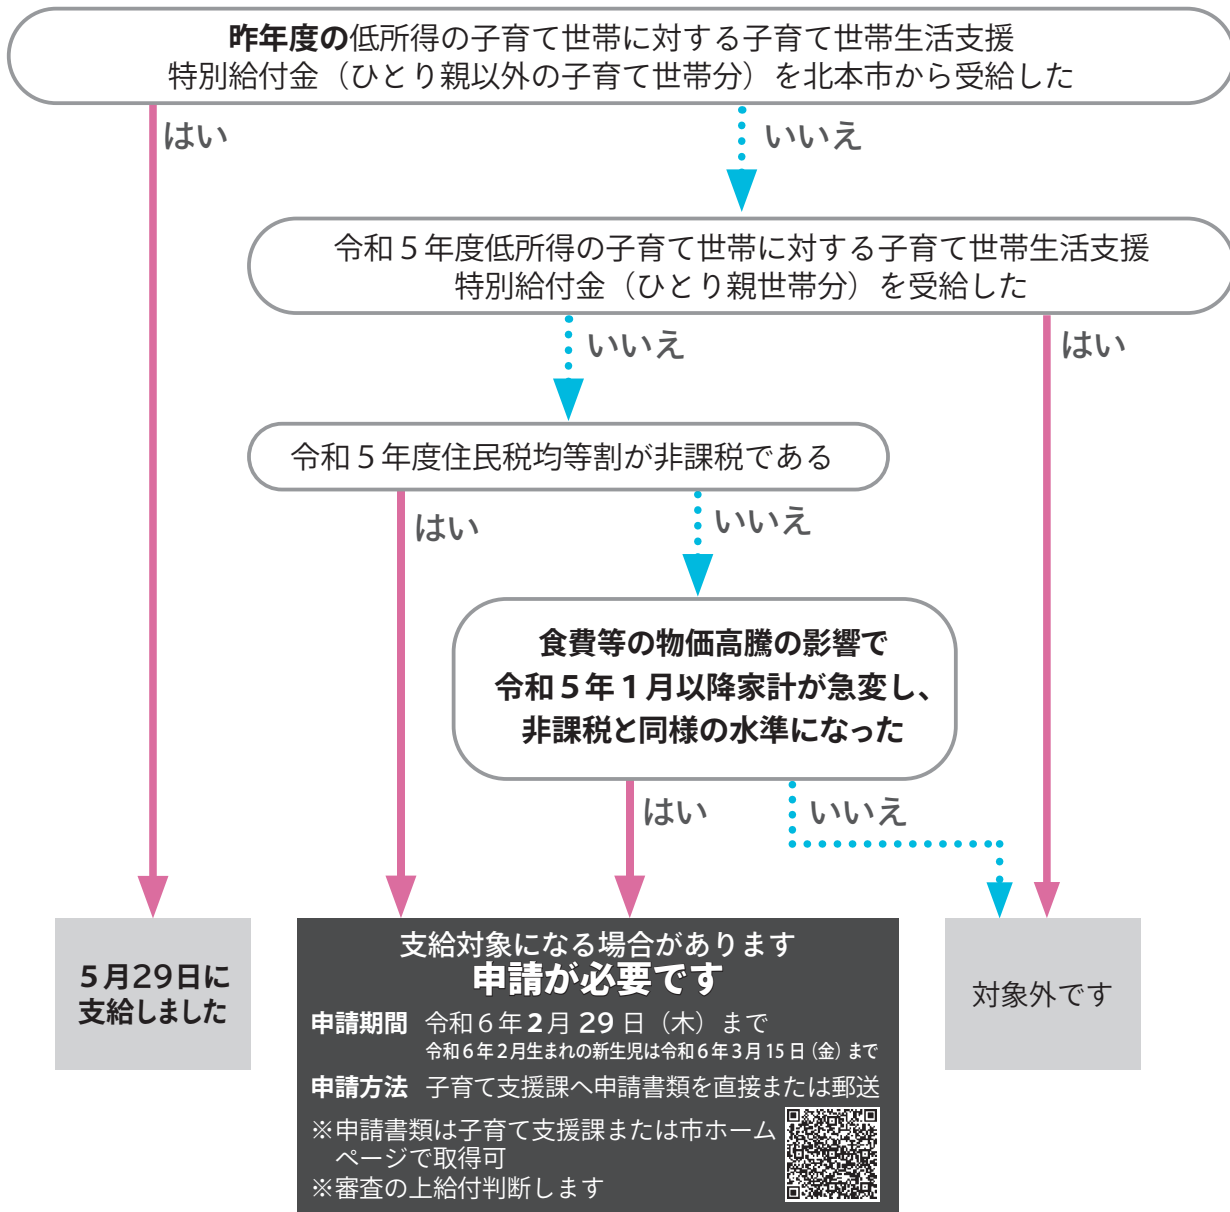 昨年度の低所得の子育て世帯に対する子育て世帯生活支援
特別給付金（ひとり親以外の子育て世帯分）を北本市から受給した
はい
いいえ
令和５年度低所得の子育て世帯に対する子育て世帯生活支援
特別給付金（ひとり親世帯分）を受給した
いいえ
はい
令和５年度住民税均等割が非課税である
はい
いいえ
食費等の物価高騰の影響で
令和５年１月以降家計が急変し、
非課税と同様の水準になった
はい
いいえ
５月29日に
支給しました
支給対象になる場合があります
申請が必要です
申請期間 令和６年２月 29 日（木）まで
令和６年２月生まれの新生児は令和６年３月15日（金）まで
申請方法 子育て支援課へ申請書類を直接または郵送
※申請書類は子育て支援課または市ホーム
ページで取得可
※審査の上給付判断します
対象外です